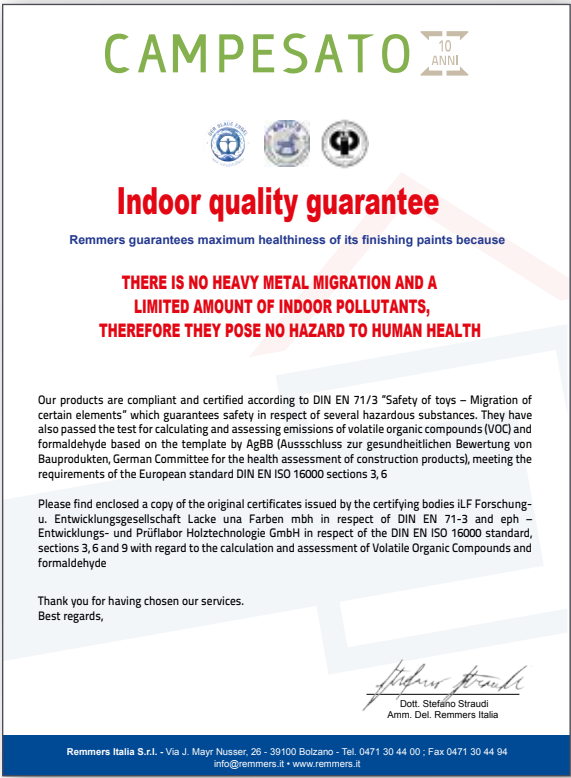 CAMPESATO
10
ANNI
Indoor quality guarantee
Remmers guarantees maximum healthiness of its finishing paints because
THERE IS NO HEAVY METAL MIGRATION AND A
LIMITED AMOUNT OF INDOOR POLLUTANTS,
THEREFORE THEY POSE NO HAZARD TO HUMAN HEALTH
Our products are compliant and certified according to DIN EN 71/3 “Safety of toys – Migration of
certain elements” which guarantees safety in respect of several hazardous substances. They have
also passed the test for calculating and assessing emissions of volatile organic compounds (VOC) and
formaldehyde based on the template by AgBB (Aussschluss zur gesundheitlichen Bewertung von
Bauprodukten, German Committee for the health assessment of construction products), meeting the
requirements of the European standard DIN EN ISO 16000 sections 3, 6
Please find enclosed a copy of the original certificates issued by the certifying bodies iLF Forschung-
u. Entwicklungsgesellschaft Lacke una Farben mbh in respect of DIN EN 71-3 and eph –
Entwicklungs- und Prüflabor Holztechnologie GmbH in respect of the DIN EN ISO 16000 standard,
sections 3, 6 and 9 with regard to the calculation and assessment of Volatile Organic Compounds and
formaldehyde
Thank you for having chosen our services.
Best regards,
Stefano Straudi
Dott. Stefano Straudi
Amm. Del. Remmers Italia
Remmers Italia S.r.l. - Via J. Mayr Nusser, 26 - 39100 Bolzano - Tel. 0471 30 44 00 ; Fax 0471 30 44 94
info@remmers.it • www.remmers.it